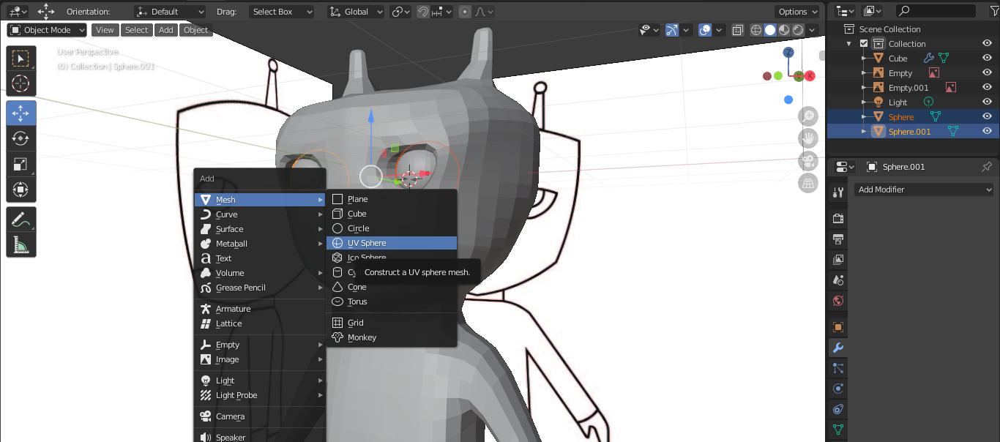 Orientation: Default Drag: Select Box Global Options
Object Mode View Select Add Object
User Perspective
(0) Collection | Sphere.001
Z
X
Add
Mesh
Curve
Surface
Metaball
Text
Volume
Grease Pencil
Armature
Lattice
Empty
Image
Light
Light Probe
Camera
Speaker
Plane
Cube
Circle
UV Sphere
Ico Sphere
Construct a UV sphere mesh.
Cone
Torus
Grid
Monkey
Scene Collection
Collection
Cube
Empty
Empty.001
Light
Sphere
Sphere.001
Sphere.001
Add Modifier